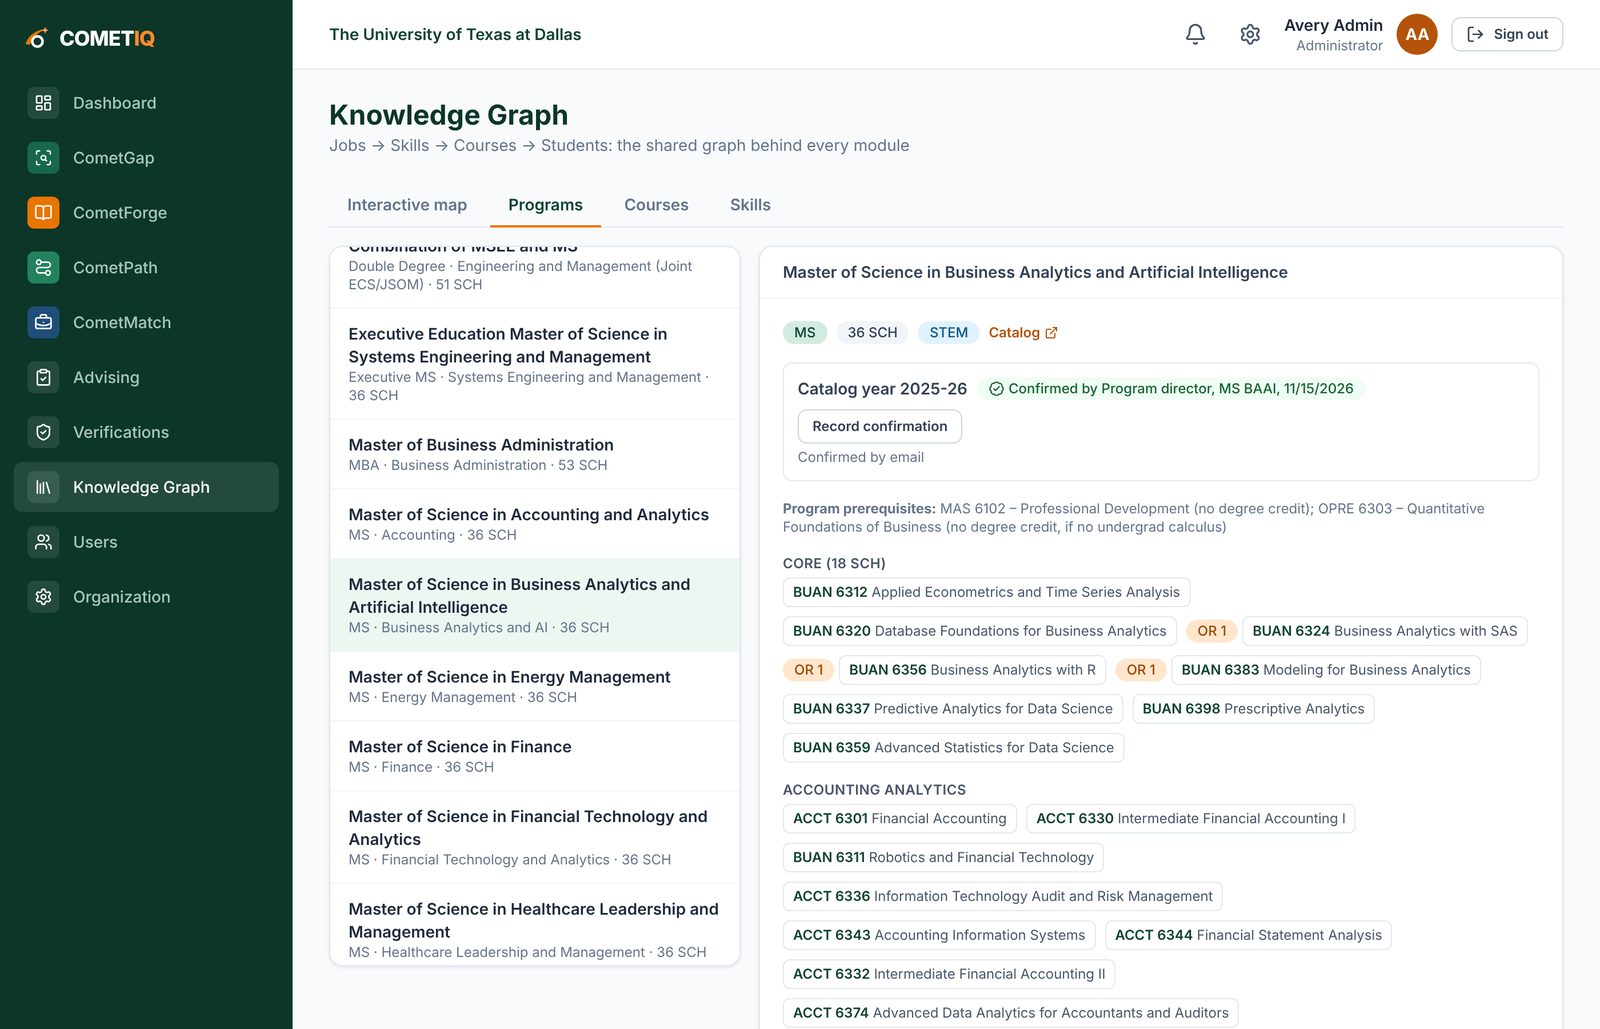 COMETIQ
The University of Texas at Dallas
Avery Admin
Administrator
AA
Sign out
Dashboard
CometGap
CometForge
CometPath
CometMatch
Advising
Verifications
Knowledge Graph
Users
Organization
Knowledge Graph
Jobs → Skills → Courses → Students: the shared graph behind every module
Interactive map
Programs
Courses
Skills
Combination of MSEE and MS
Double Degree · Engineering and Management (Joint
ECS/JSOM) · 51 SCH
Executive Education Master of Science in
Systems Engineering and Management
Executive MS · Systems Engineering and Management ·
36 SCH
Master of Business Administration
MBA · Business Administration · 53 SCH
Master of Science in Accounting and Analytics
MS · Accounting · 36 SCH
Master of Science in Business Analytics and
Artificial Intelligence
MS · Business Analytics and AI · 36 SCH
Master of Science in Energy Management
MS · Energy Management · 36 SCH
Master of Science in Finance
MS · Finance · 36 SCH
Master of Science in Financial Technology and
Analytics
MS · Financial Technology and Analytics · 36 SCH
Master of Science in Healthcare Leadership and
Management
MS · Healthcare Leadership and Management · 36 SCH
Master of Science in Business Analytics and Artificial Intelligence
MS 36 SCH STEM Catalog
Catalog year 2025-26 Confirmed by Program director, MS BAAI, 11/15/2026
Record confirmation
Confirmed by email
Program prerequisites: MAS 6102 – Professional Development (no degree credit); OPRE 6303 – Quantitative
Foundations of Business (no degree credit, if no undergrad calculus)
CORE (18 SCH)
BUAN 6312 Applied Econometrics and Time Series Analysis
BUAN 6320 Database Foundations for Business Analytics OR 1 BUAN 6324 Business Analytics with SAS
OR 1 BUAN 6356 Business Analytics with R OR 1 BUAN 6383 Modeling for Business Analytics
BUAN 6337 Predictive Analytics for Data Science BUAN 6398 Prescriptive Analytics
BUAN 6359 Advanced Statistics for Data Science
ACCOUNTING ANALYTICS
ACCT 6301 Financial Accounting ACCT 6330 Intermediate Financial Accounting I
BUAN 6311 Robotics and Financial Technology
ACCT 6336 Information Technology Audit and Risk Management
ACCT 6343 Accounting Information Systems ACCT 6344 Financial Statement Analysis
ACCT 6332 Intermediate Financial Accounting II
ACCT 6374 Advanced Data Analytics for Accountants and Auditors